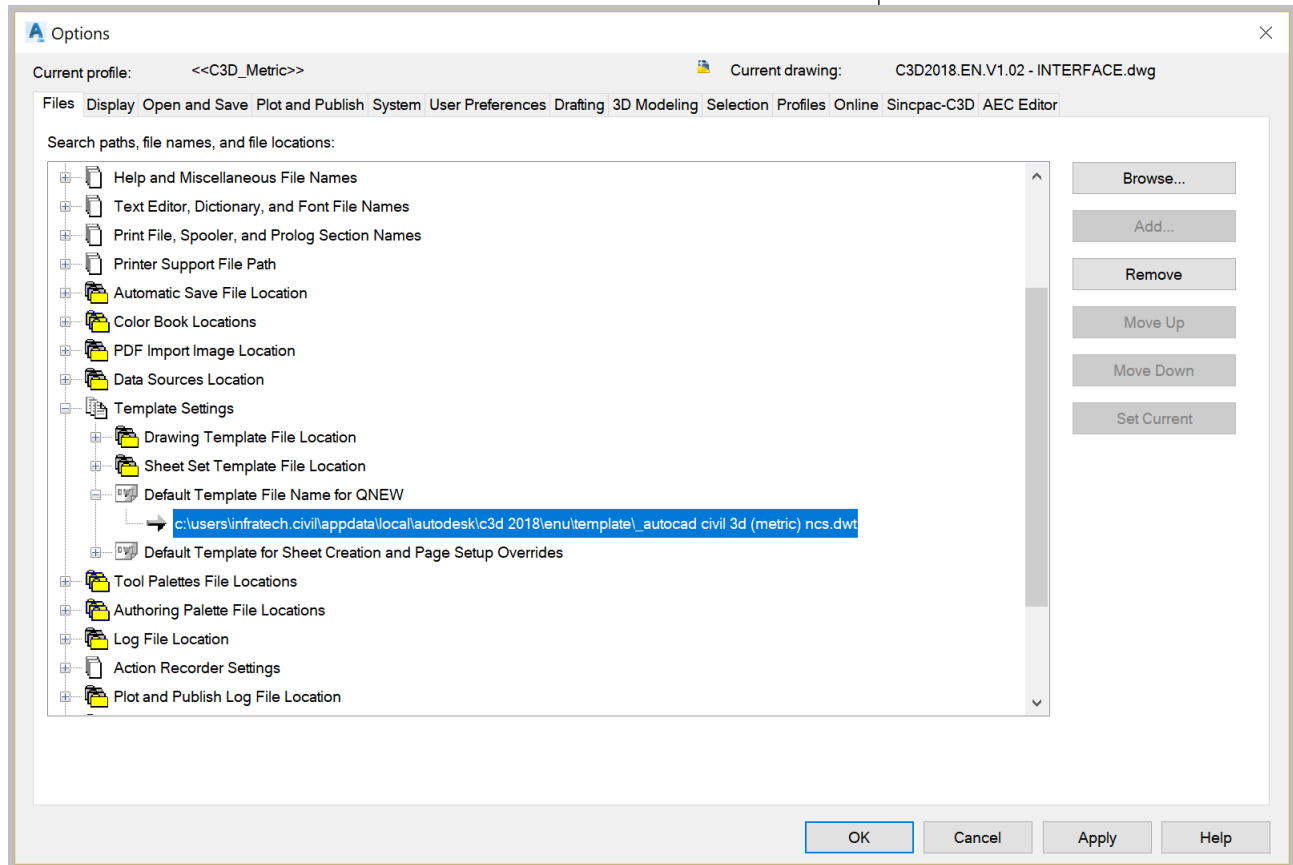 Options
Current profile: <<C3D_Metric>> Current drawing: C3D2018.EN.V1.02 - INTERFACE.dwg
Files Display Open and Save Plot and Publish System User Preferences Drafting 3D Modeling Selection Profiles Online Sincpac-C3D AEC Editor
Search paths, file names, and file locations:
Help and Miscellaneous File Names
Text Editor, Dictionary, and Font File Names
Print File, Spooler, and Prolog Section Names
Printer Support File Path
Automatic Save File Location
Color Book Locations
PDF Import Image Location
Data Sources Location
Template Settings
Drawing Template File Location
Sheet Set Template File Location
Default Template File Name for QNEW
c:\users\infratech.civil\appdata\local\autodesk\c3d 2018\enu\template\_autocad civil 3d (metric) ncs.dwt
Default Template for Sheet Creation and Page Setup Overrides
Tool Palettes File Locations
Authoring Palette File Locations
Log File Location
Action Recorder Settings
Plot and Publish Log File Location
Browse...
Add...
Remove
Move Up
Move Down
Set Current
OK Cancel Apply Help